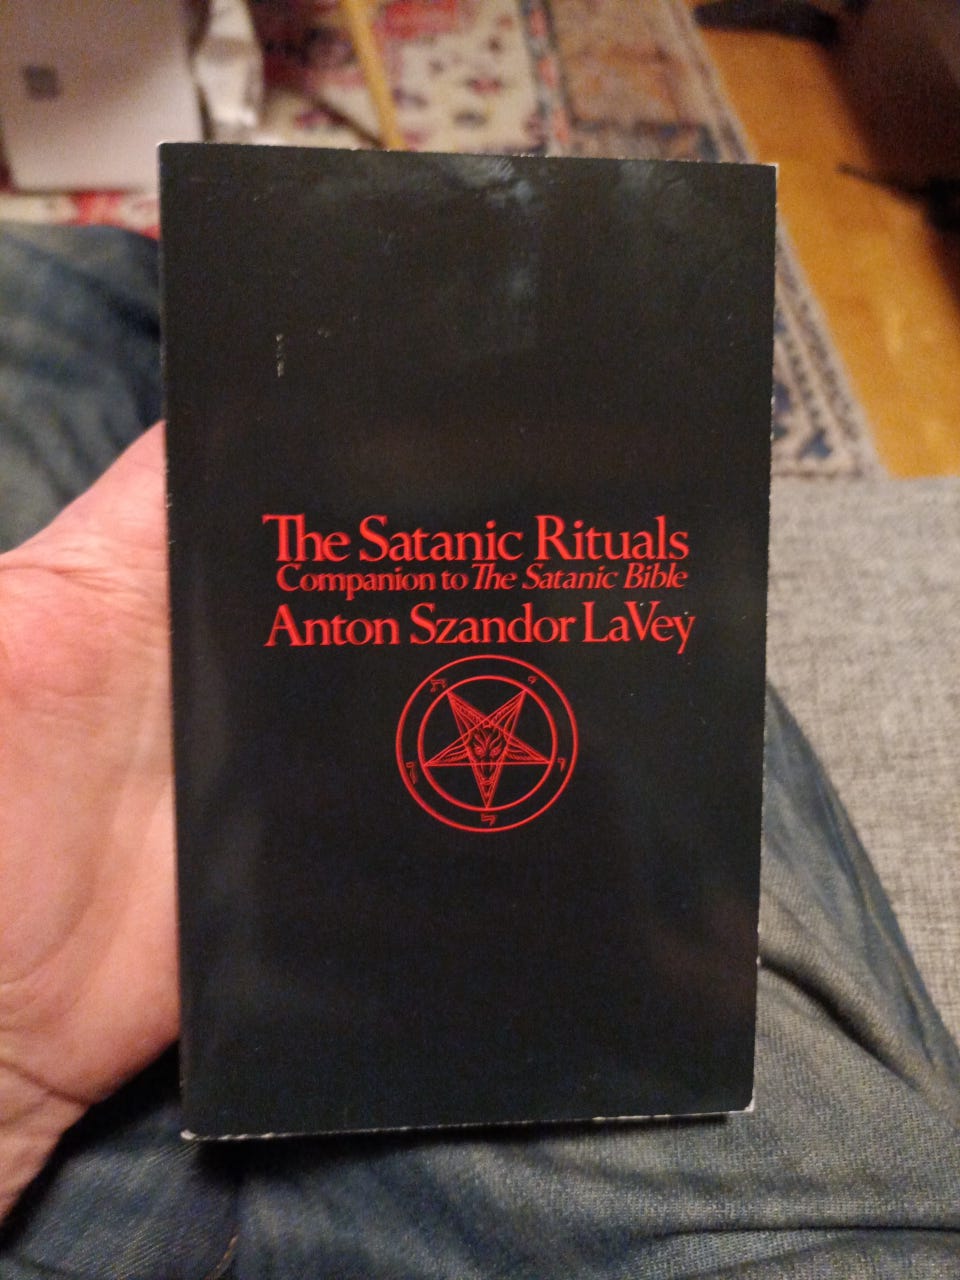 The Satanic Rituals
Companion to The Satanic Bible
Anton Szandor LaVey